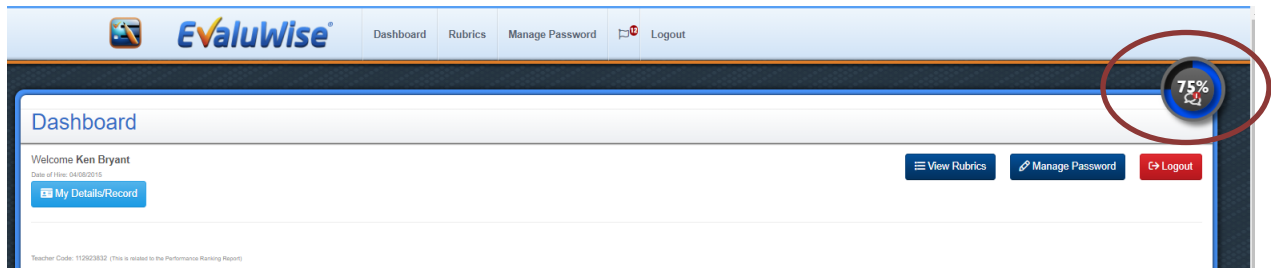 EvaluWise® Dashboard Rubrics Manage Password 12 Logout
75%
Dashboard
Welcome Ken Bryant
Date of Hire: 04/08/2015
View Rubrics Manage Password Logout
My Details/Record
Teacher Code: 112923832 (This is related to the Performance Ranking Report)